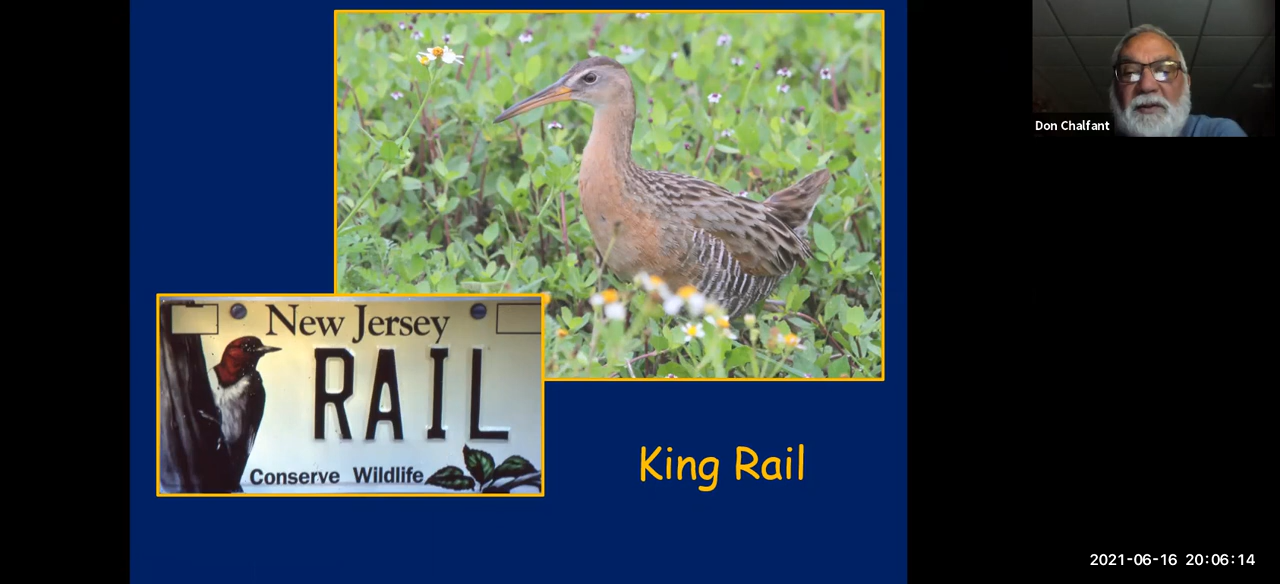 Don Chalfant
New Jersey
RAIL
Conserve Wildlife
King Rail
2021-06-16 20:06:14